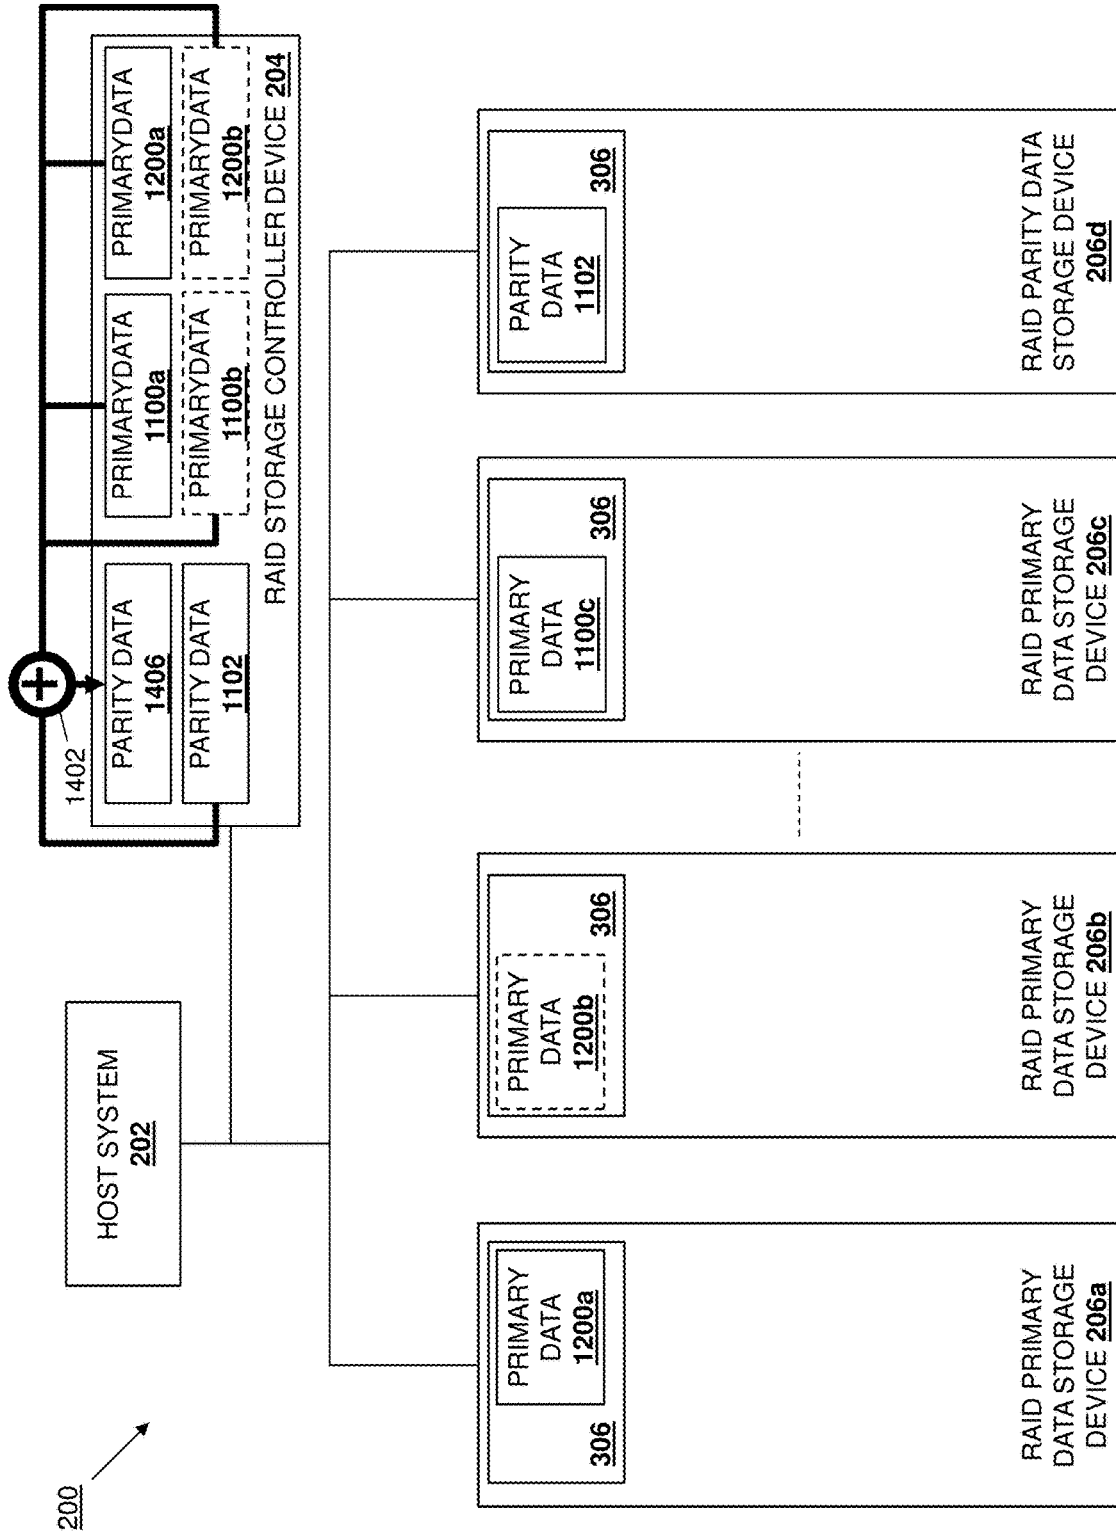 200
HOST SYSTEM
202
1402
PARITY DATA
1406
PARITY DATA
1102
PRIMARYDATA
1100a
PRIMARYDATA
1100b
PRIMARYDATA
1200a
PRIMARYDATA
1200b
RAID STORAGE CONTROLLER DEVICE 204
306
PRIMARY
DATA
1200a
RAID PRIMARY
DATA STORAGE
DEVICE 206a
PRIMARY
DATA
1200b
306
RAID PRIMARY
DATA STORAGE
DEVICE 206b
PRIMARY
DATA
1100c
306
RAID PRIMARY
DATA STORAGE
DEVICE 206c
PARITY
DATA
1102
306
RAID PARITY DATA
STORAGE DEVICE
206d